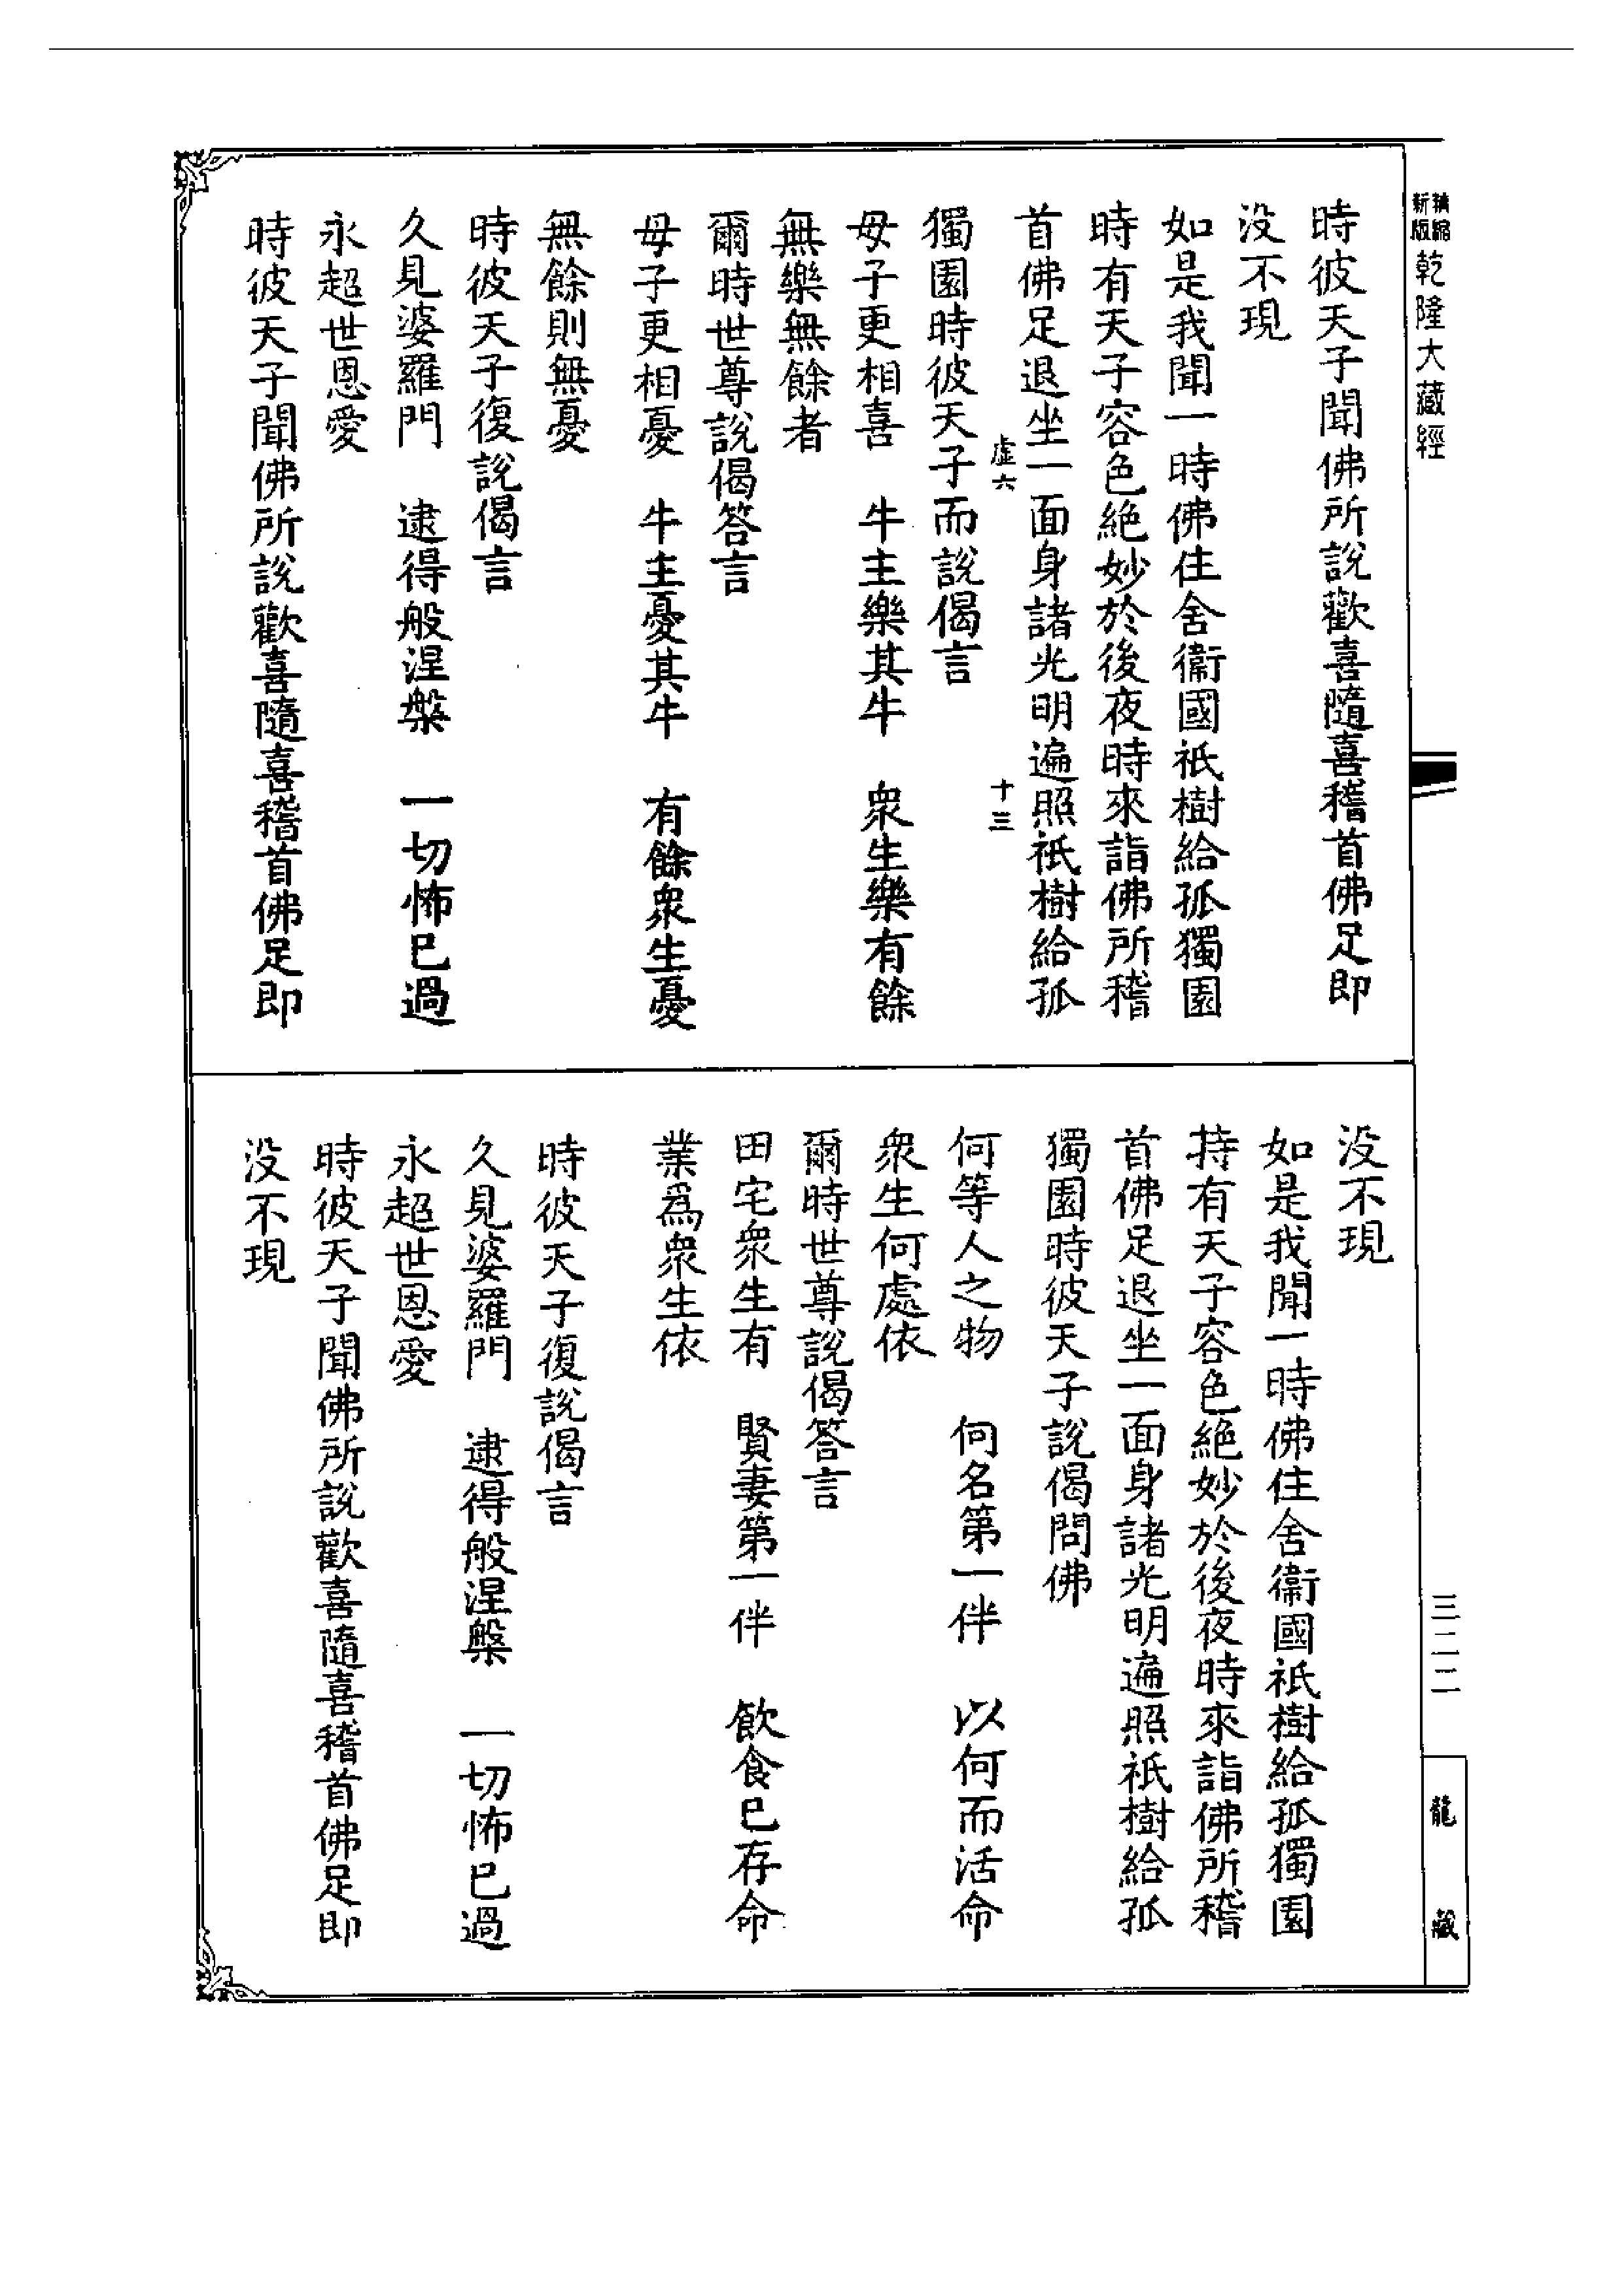 精縮
新版
乾隆大藏經
時彼天子聞佛所說歡喜隨喜稽首佛足即
没不現
如是我聞一時佛住舍衞國祇樹給孤獨園
時有天子容色絶妙於後夜時來詣佛所稽
首佛足退坐一面身諸光明遍照祇樹給孤
虛六 十三
獨園時彼天子而說偈言
母子更相喜 牛主樂其牛 衆生樂有餘
無樂無餘者
爾時世尊說偈答言
母子更相憂 牛主憂其牛 有餘衆生憂
無餘則無憂
時彼天子復說偈言
久見婆羅門 逮得般涅槃 一切怖已過
永超世恩愛
時彼天子聞佛所說歡喜隨喜稽首佛足即
没不現
如是我聞一時佛住舍衞國祇樹給孤獨園
持有天子容色絶妙於後夜時來詣佛所稽
首佛足退坐一面身諸光明遍照祇樹給孤
獨園時彼天子說偈問佛
何等人之物 何名第一伴 以何而活命
衆生何處依
爾時世尊說偈答言
田宅衆生有 賢妻第一伴 飲食已存命
業爲衆生依
時彼天子復說偈言
久見婆羅門 逮得般涅槃 一切怖已過
永超世恩愛
時彼天子聞佛所說歡喜隨喜稽首佛足即
没不現
三二二
龍藏